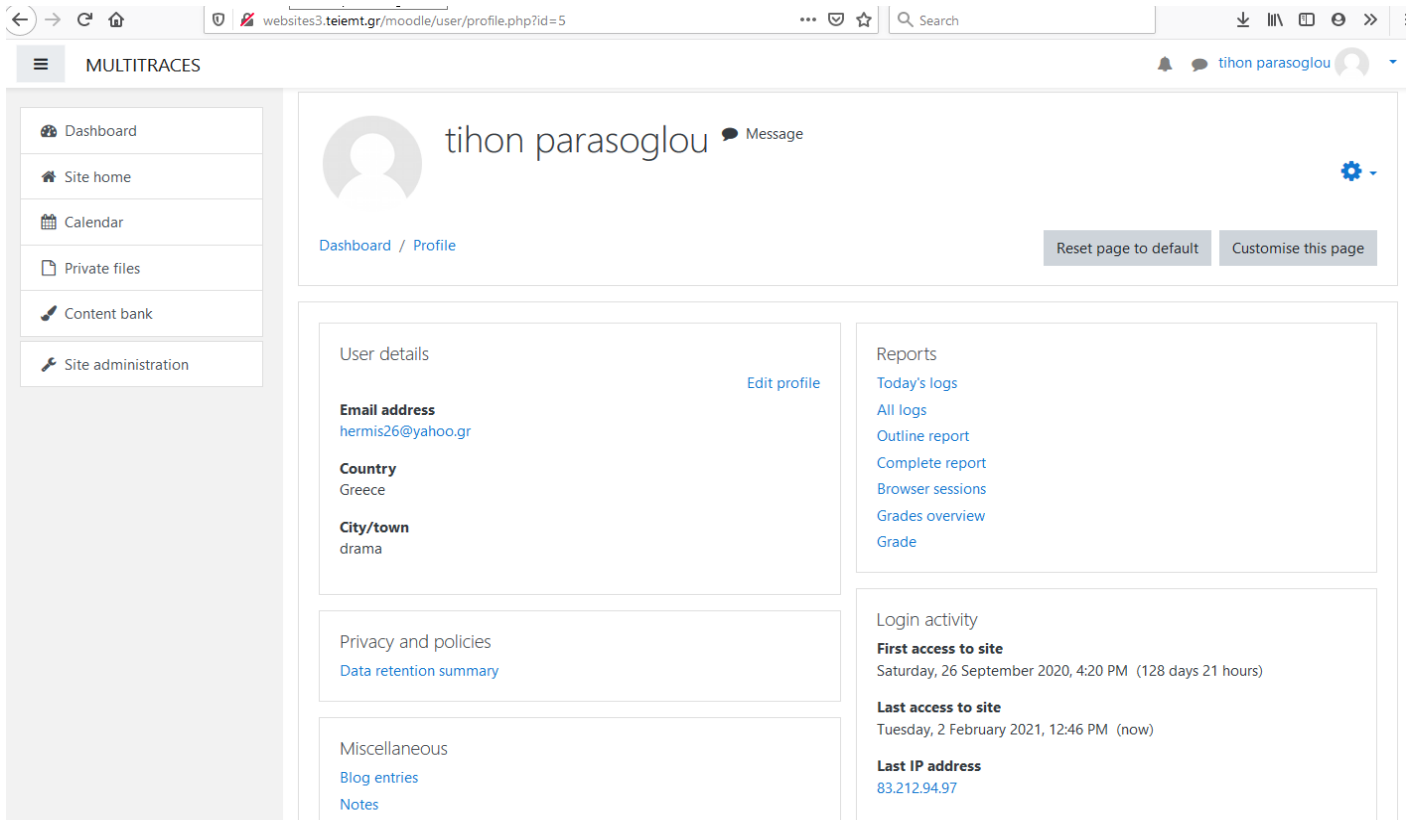 websites3.teiemt.gr/moodle/user/profile.php?id=5
Search
MULTITRACES
tihon parasoglou
Dashboard
Site home
Calendar
Private files
Content bank
Site administration
tihon parasoglou
Message
Dashboard / Profile
Reset page to default
Customise this page
User details
Edit profile
Email address
hermis26@yahoo.gr
Country
Greece
City/town
drama
Privacy and policies
Data retention summary
Miscellaneous
Blog entries
Notes
Reports
Today's logs
All logs
Outline report
Complete report
Browser sessions
Grades overview
Grade
Login activity
First access to site
Saturday, 26 September 2020, 4:20 PM (128 days 21 hours)
Last access to site
Tuesday, 2 February 2021, 12:46 PM (now)
Last IP address
83.212.94.97